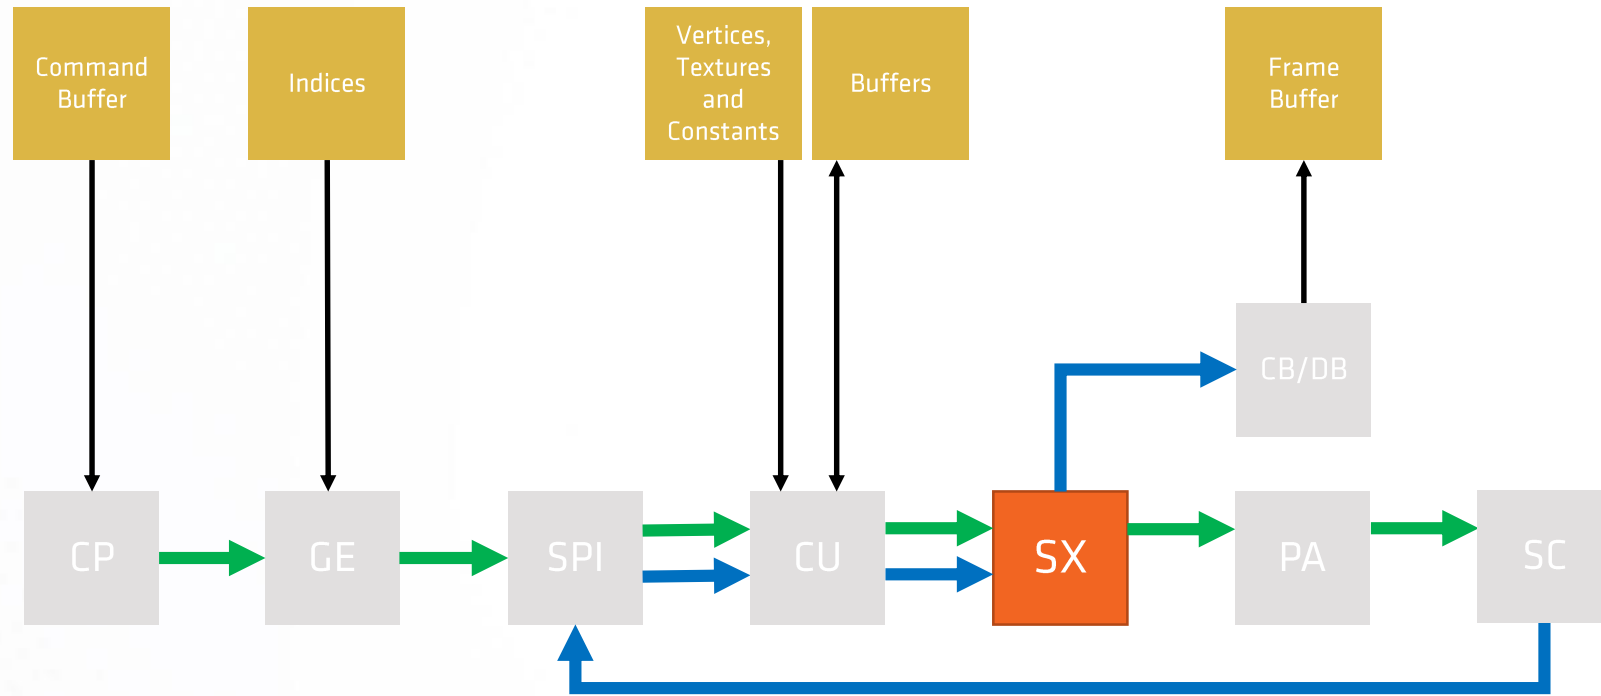 Command
Buffer
Indices
Vertices,
Textures
and
Constants
Buffers
Frame
Buffer
CB/DB
CP
GE
SPI
CU
SX
PA
SC